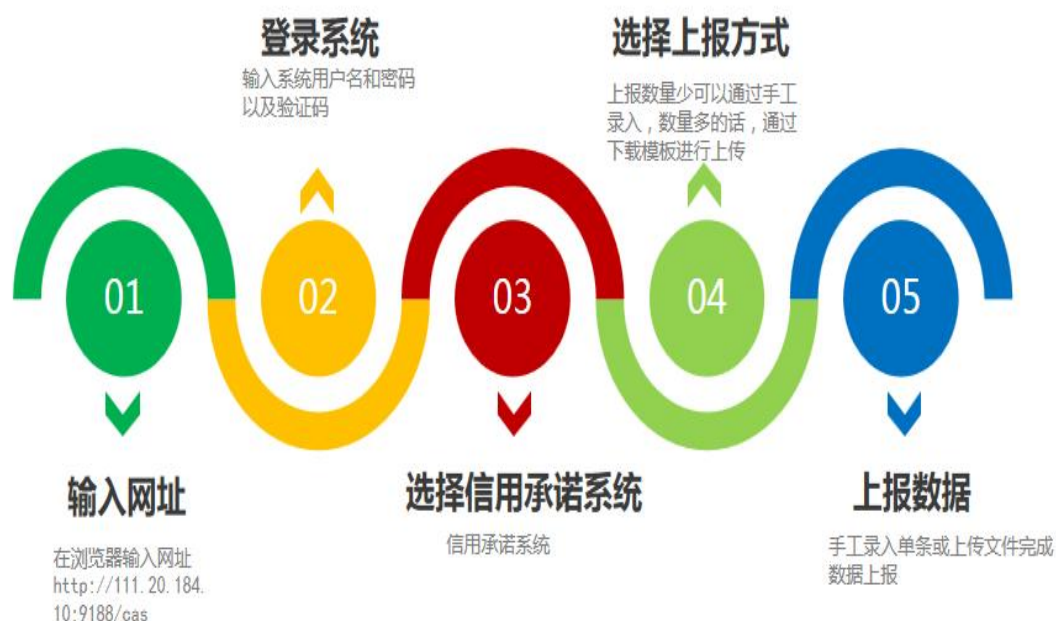 登录系统
输入系统用户名和密码
以及验证码
选择上报方式
上报数量少可以通过手工
录入，数量多的话，通过
下载模板进行上传
01
02
03
04
05
输入网址
在浏览器输入网址
http://111.20.184.
10:9188/cas
选择信用承诺系统
信用承诺系统
上报数据
手工录入单条或上传文件完成
数据上报